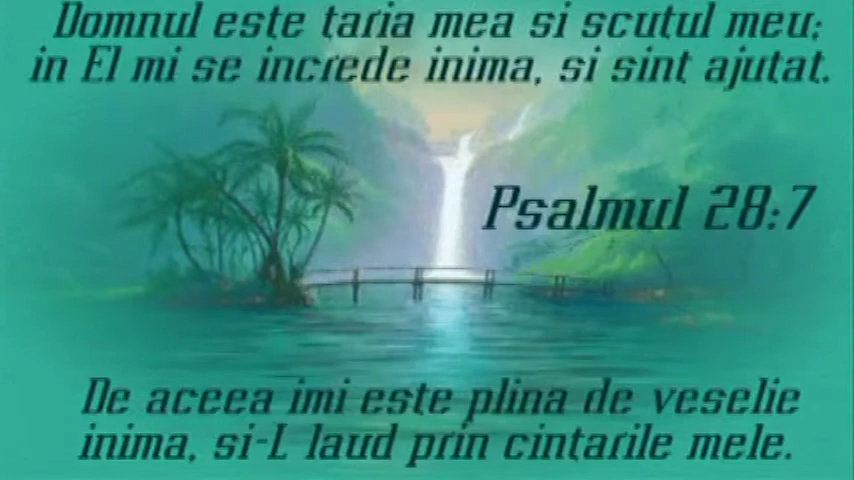 Domnul este taria mea si scutul meu;
in El mi se increde inima, si sint ajutat.
Psalmul 28:7
De aceea imi este plina de veselie
inima, si-L laud prin cintarile mele.